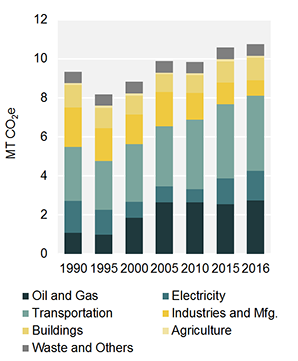 12
10
8
6
4
2
0
MT CO₂e
1990 1995 2000 2005 2010 2015 2016
Oil and Gas Electricity
Transportation Industries and Mfg.
Buildings Agriculture
Waste and Others